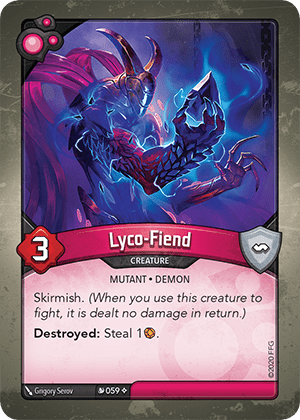 Lyco-Fiend
CREATURE
3
MUTANT • DEMON
Skirmish. (When you use this creature to
fight, it is dealt no damage in return.)
Destroyed: Steal 1.
Grigory Serov
059
©2020 FFG